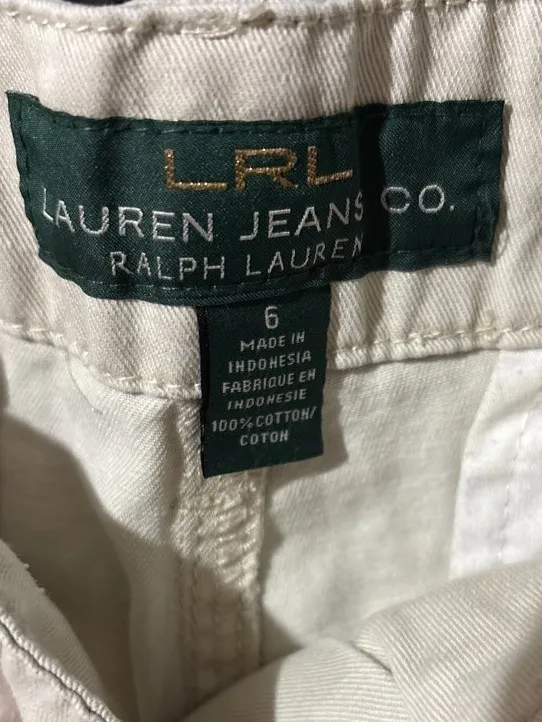 LRL
LAUREN JEANS CO.
RALPH LAUREN
6
MADE IN
INDONESIA
FABRIQUE EN
INDONESIE
100% COTTON/
COTON